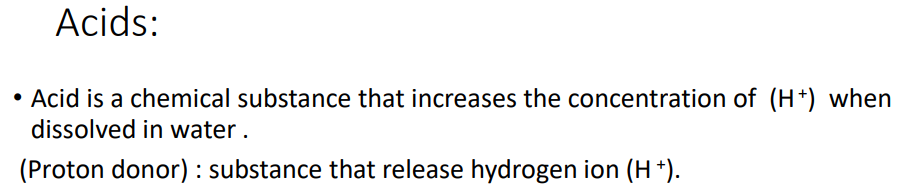 Acids:
• Acid is a chemical substance that increases the concentration of (H⁺) when
dissolved in water .
(Proton donor) : substance that release hydrogen ion (H ⁺).